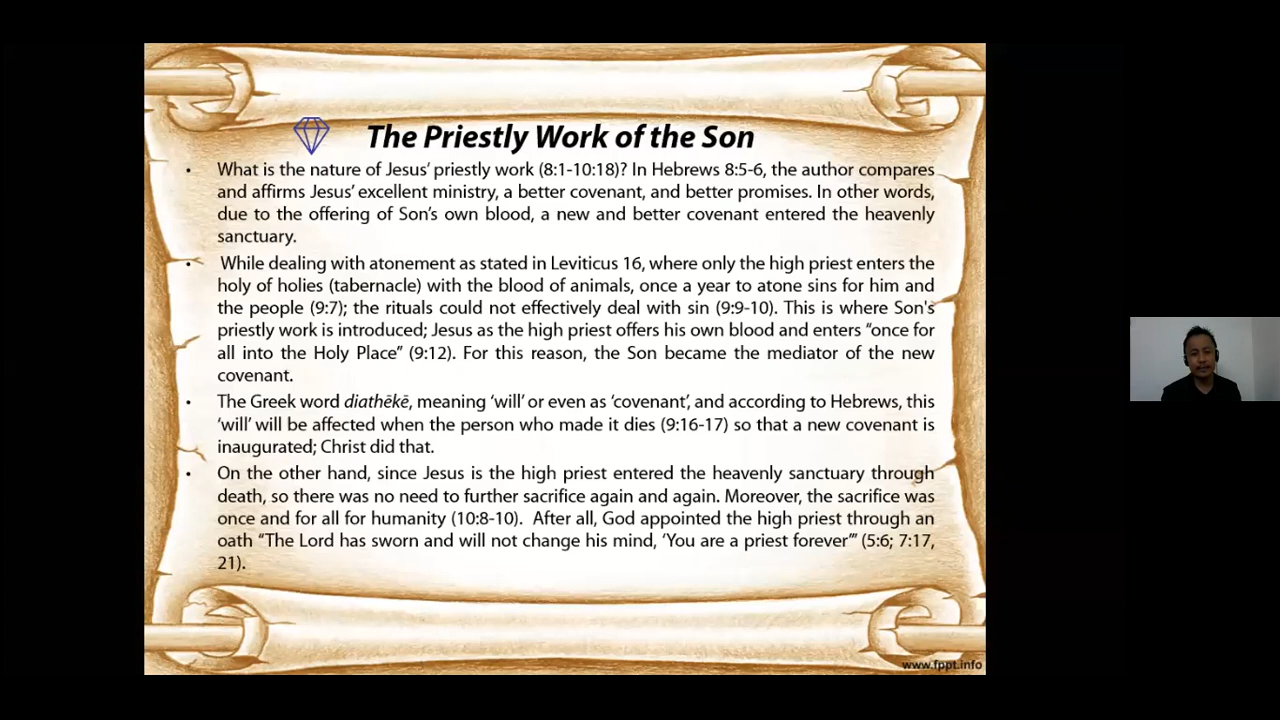 The Priestly Work of the Son
• What is the nature of Jesus' priestly work (8:1-10:18)? In Hebrews 8:5-6, the author compares
and affirms Jesus' excellent ministry, a better covenant, and better promises. In other words,
due to the offering of Son's own blood, a new and better covenant entered the heavenly
sanctuary.
• While dealing with atonement as stated in Leviticus 16, where only the high priest enters the
holy of holies (tabernacle) with the blood of animals, once a year to atone sins for him and
the people (9:7); the rituals could not effectively deal with sin (9:9-10). This is where Son's
priestly work is introduced; Jesus as the high priest offers his own blood and enters “once for
all into the Holy Place” (9:12). For this reason, the Son became the mediator of the new
covenant.
• The Greek word diathēkē, meaning ‘will’ or even as ‘covenant’, and according to Hebrews, this
‘will’ will be affected when the person who made it dies (9:16-17) so that a new covenant is
inaugurated; Christ did that.
• On the other hand, since Jesus is the high priest entered the heavenly sanctuary through
death, so there was no need to further sacrifice again and again. Moreover, the sacrifice was
once and for all for humanity (10:8-10). After all, God appointed the high priest through an
oath “The Lord has sworn and will not change his mind, ‘You are a priest forever’” (5:6; 7:17,
21).
www.fppt.info